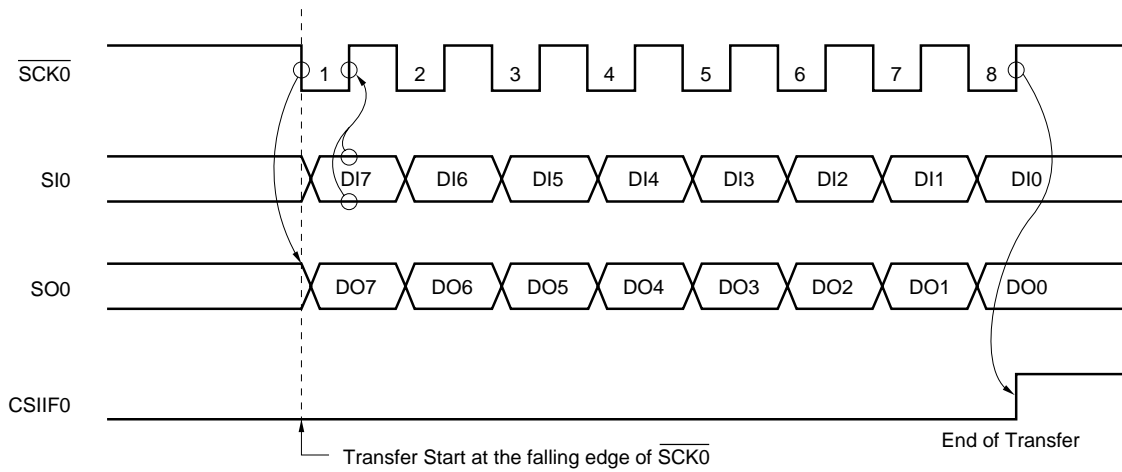 SCK0 1 2 3 4 5 6 7 8
SI0 DI7 DI6 DI5 DI4 DI3 DI2 DI1 DI0
SO0 DO7 DO6 DO5 DO4 DO3 DO2 DO1 DO0
CSIIF0
End of Transfer
Transfer Start at the falling edge of SCK0